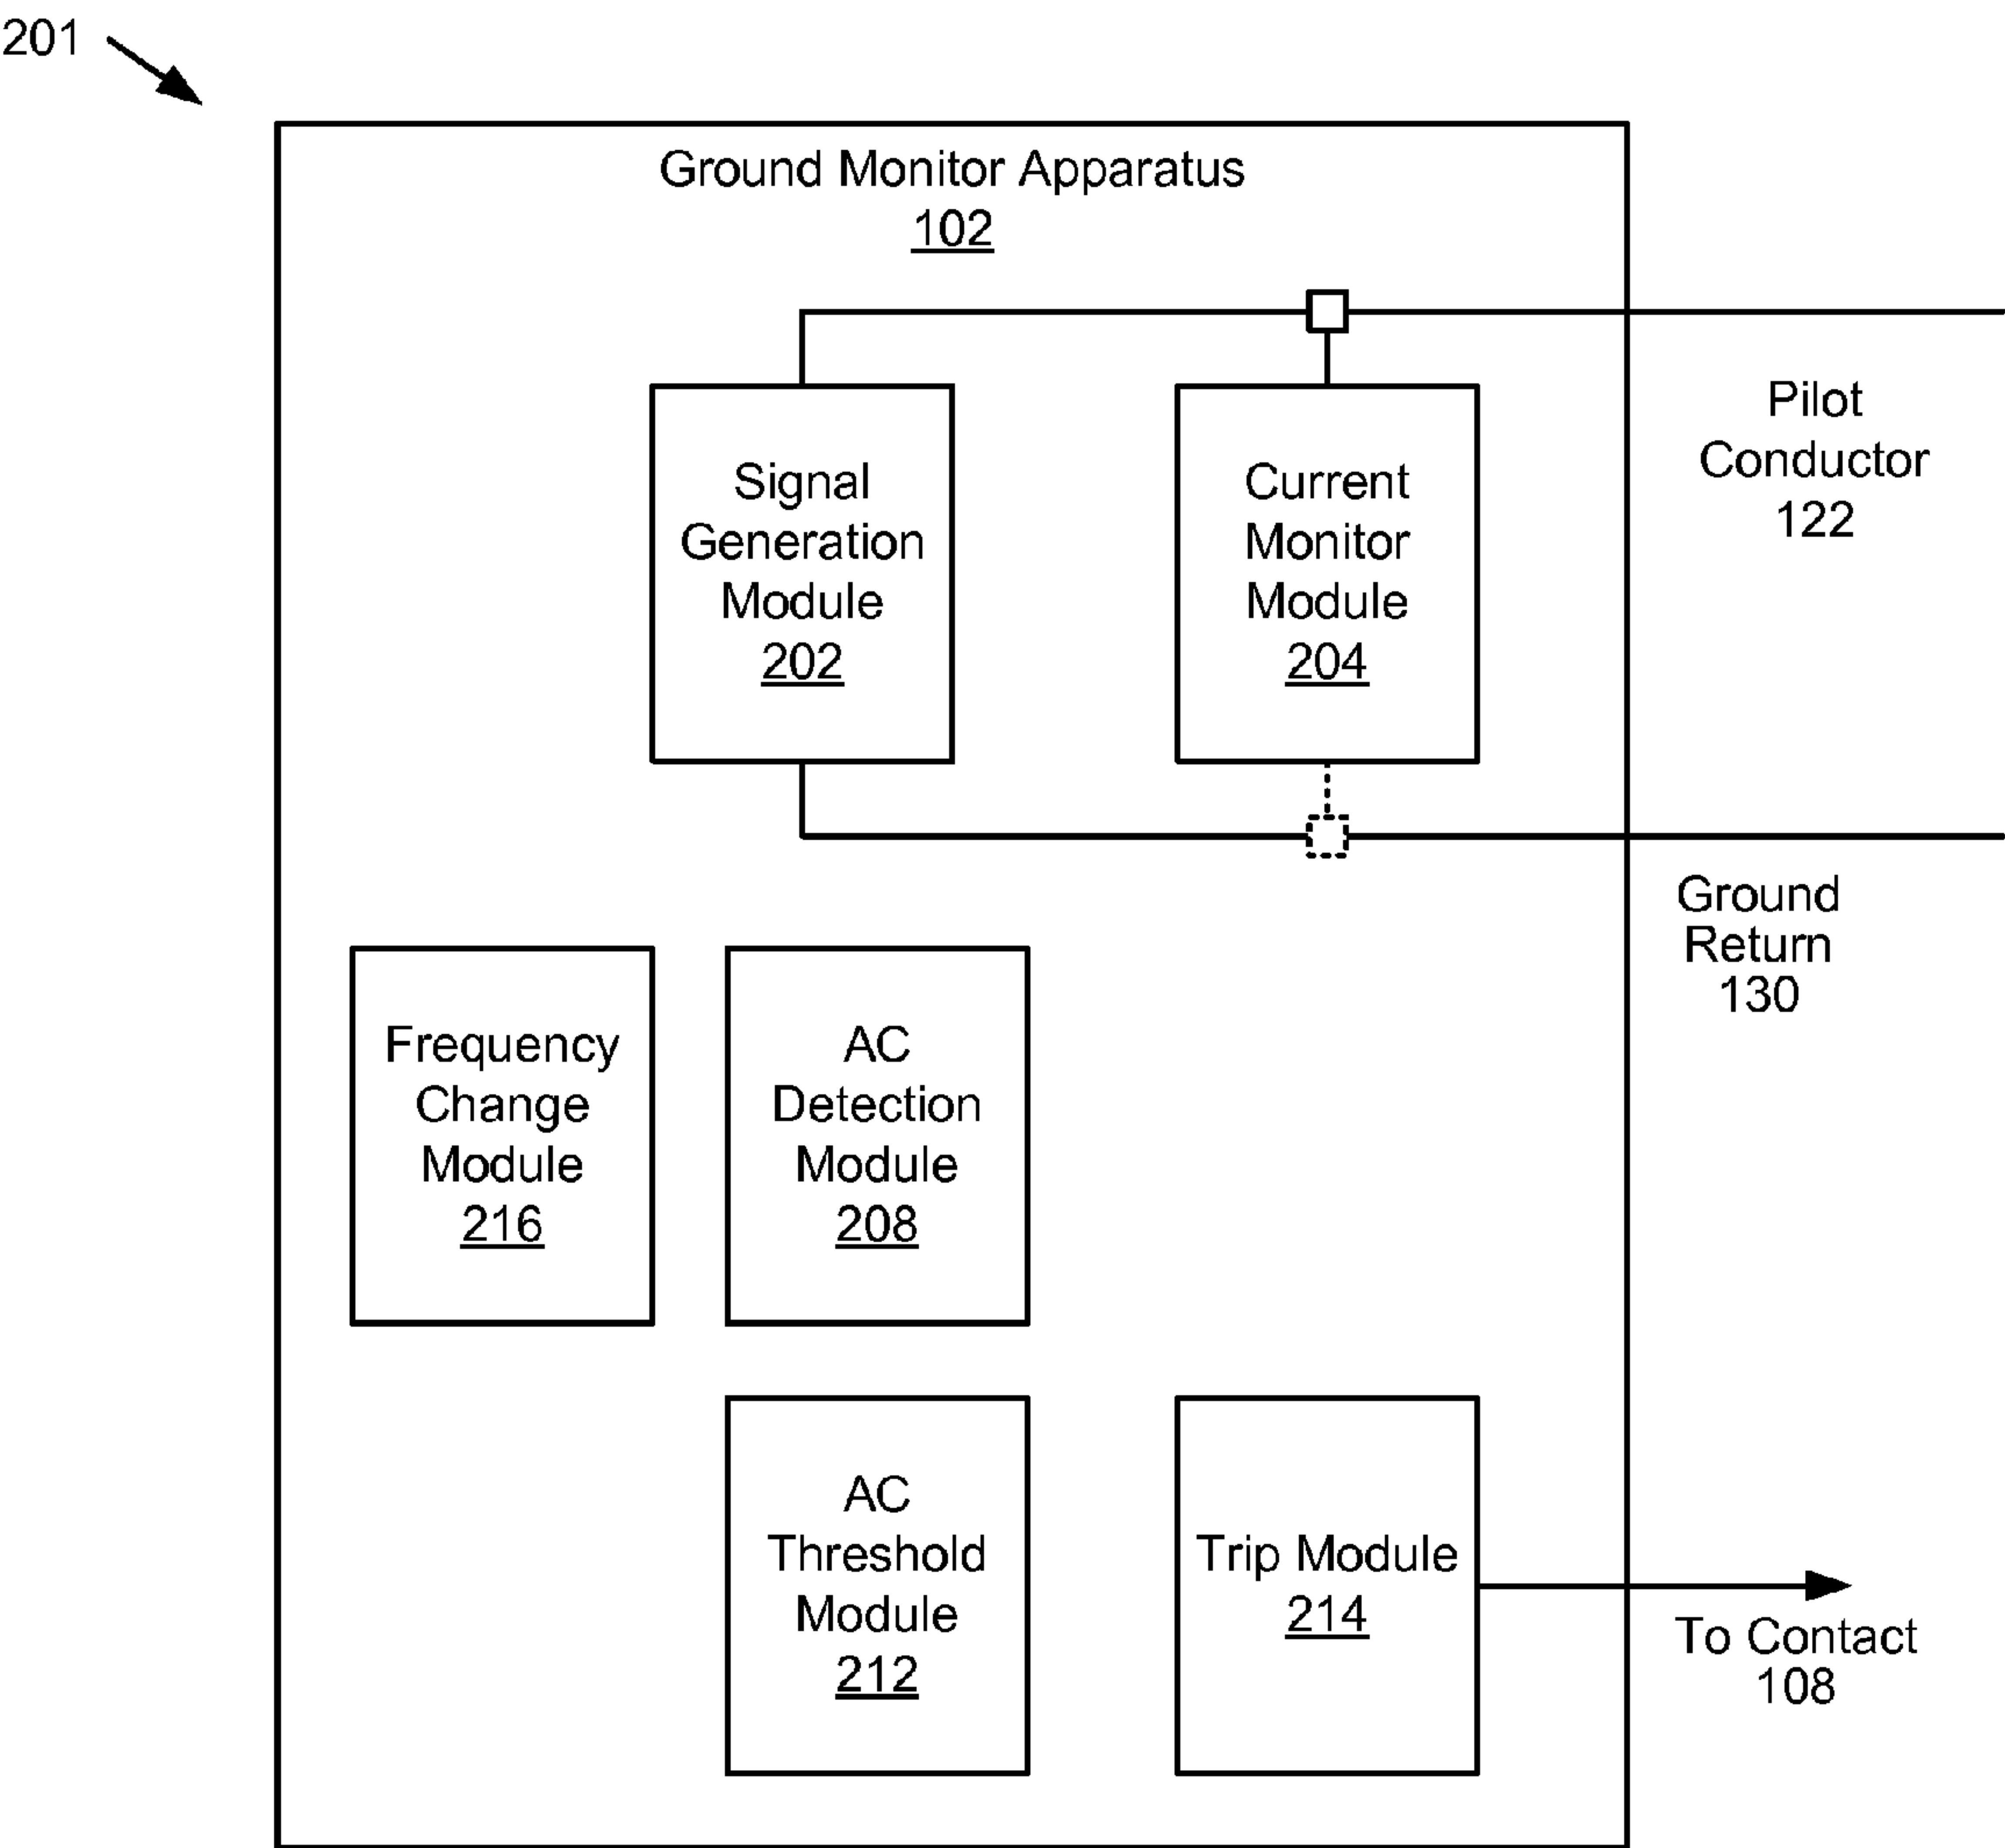 201
Ground Monitor Apparatus
102
Signal
Generation
Module
202
Current
Monitor
Module
204
Pilot
Conductor
122
Ground
Return
130
Frequency
Change
Module
216
AC
Detection
Module
208
AC
Threshold
Module
212
Trip Module
214
To Contact
108